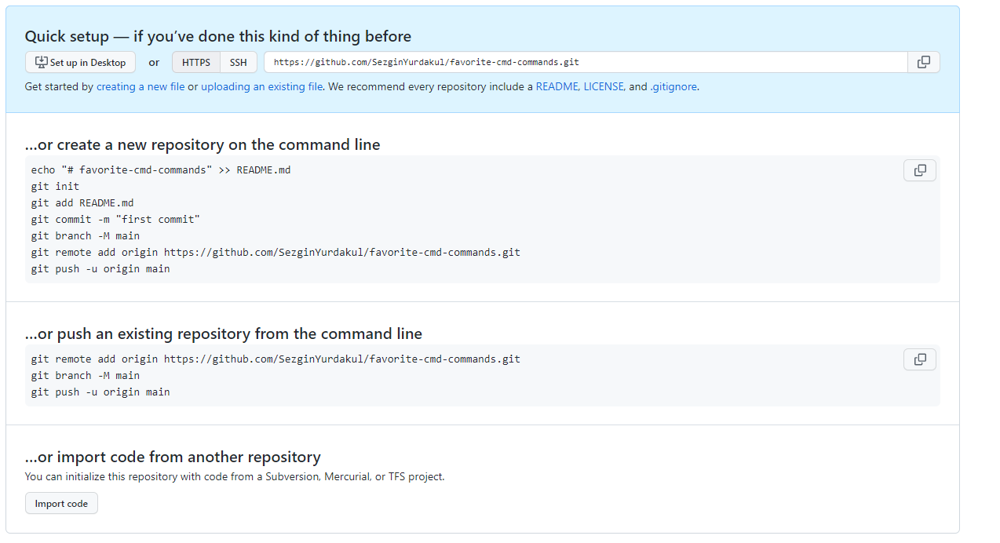 Quick setup — if you’ve done this kind of thing before
Set up in Desktop or HTTPS SSH https://github.com/SezginYurdakul/favorite-cmd-commands.git
Get started by creating a new file or uploading an existing file. We recommend every repository include a README, LICENSE, and .gitignore.
…or create a new repository on the command line
echo "# favorite-cmd-commands" >> README.md
git init
git add README.md
git commit -m "first commit"
git branch -M main
git remote add origin https://github.com/SezginYurdakul/favorite-cmd-commands.git
git push -u origin main
…or push an existing repository from the command line
git remote add origin https://github.com/SezginYurdakul/favorite-cmd-commands.git
git branch -M main
git push -u origin main
…or import code from another repository
You can initialize this repository with code from a Subversion, Mercurial, or TFS project.
Import code